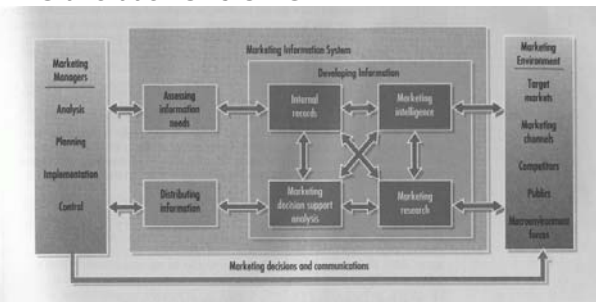 Marketing Information System
Marketing
Managers
Analysis
Planning
Implementation
Control
Assessing
information
needs
Distributing
information
Developing Information
Internal
records
Marketing
intelligence
Marketing
decision support
analysis
Marketing
research
Marketing
Environment
Target
markets
Marketing
channels
Competitors
Publics
Macroenvironment
forces
Marketing decisions and communications